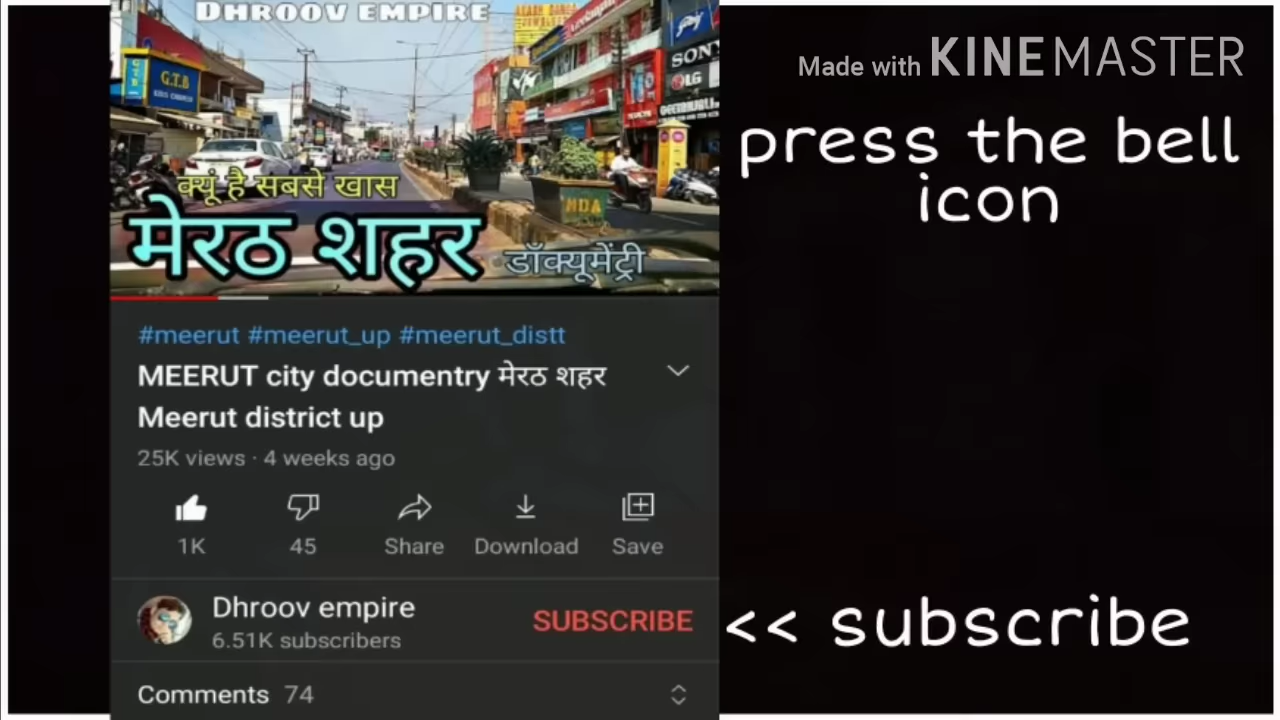 DHROOV EMPIRE
G.T.B
SONY
LG
MDA
क्यूं है सबसे खास
मेरठ शहर
डॉक्यूमेंट्री
#meerut #meerut_up #meerut_distt
MEERUT city documentry मेरठ शहर
Meerut district up
25K views · 4 weeks ago
1K 45 Share Download Save
Dhroov empire
6.51K subscribers
SUBSCRIBE
Comments 74
Made with KINEMASTER
press the bell
icon
<< subscribe